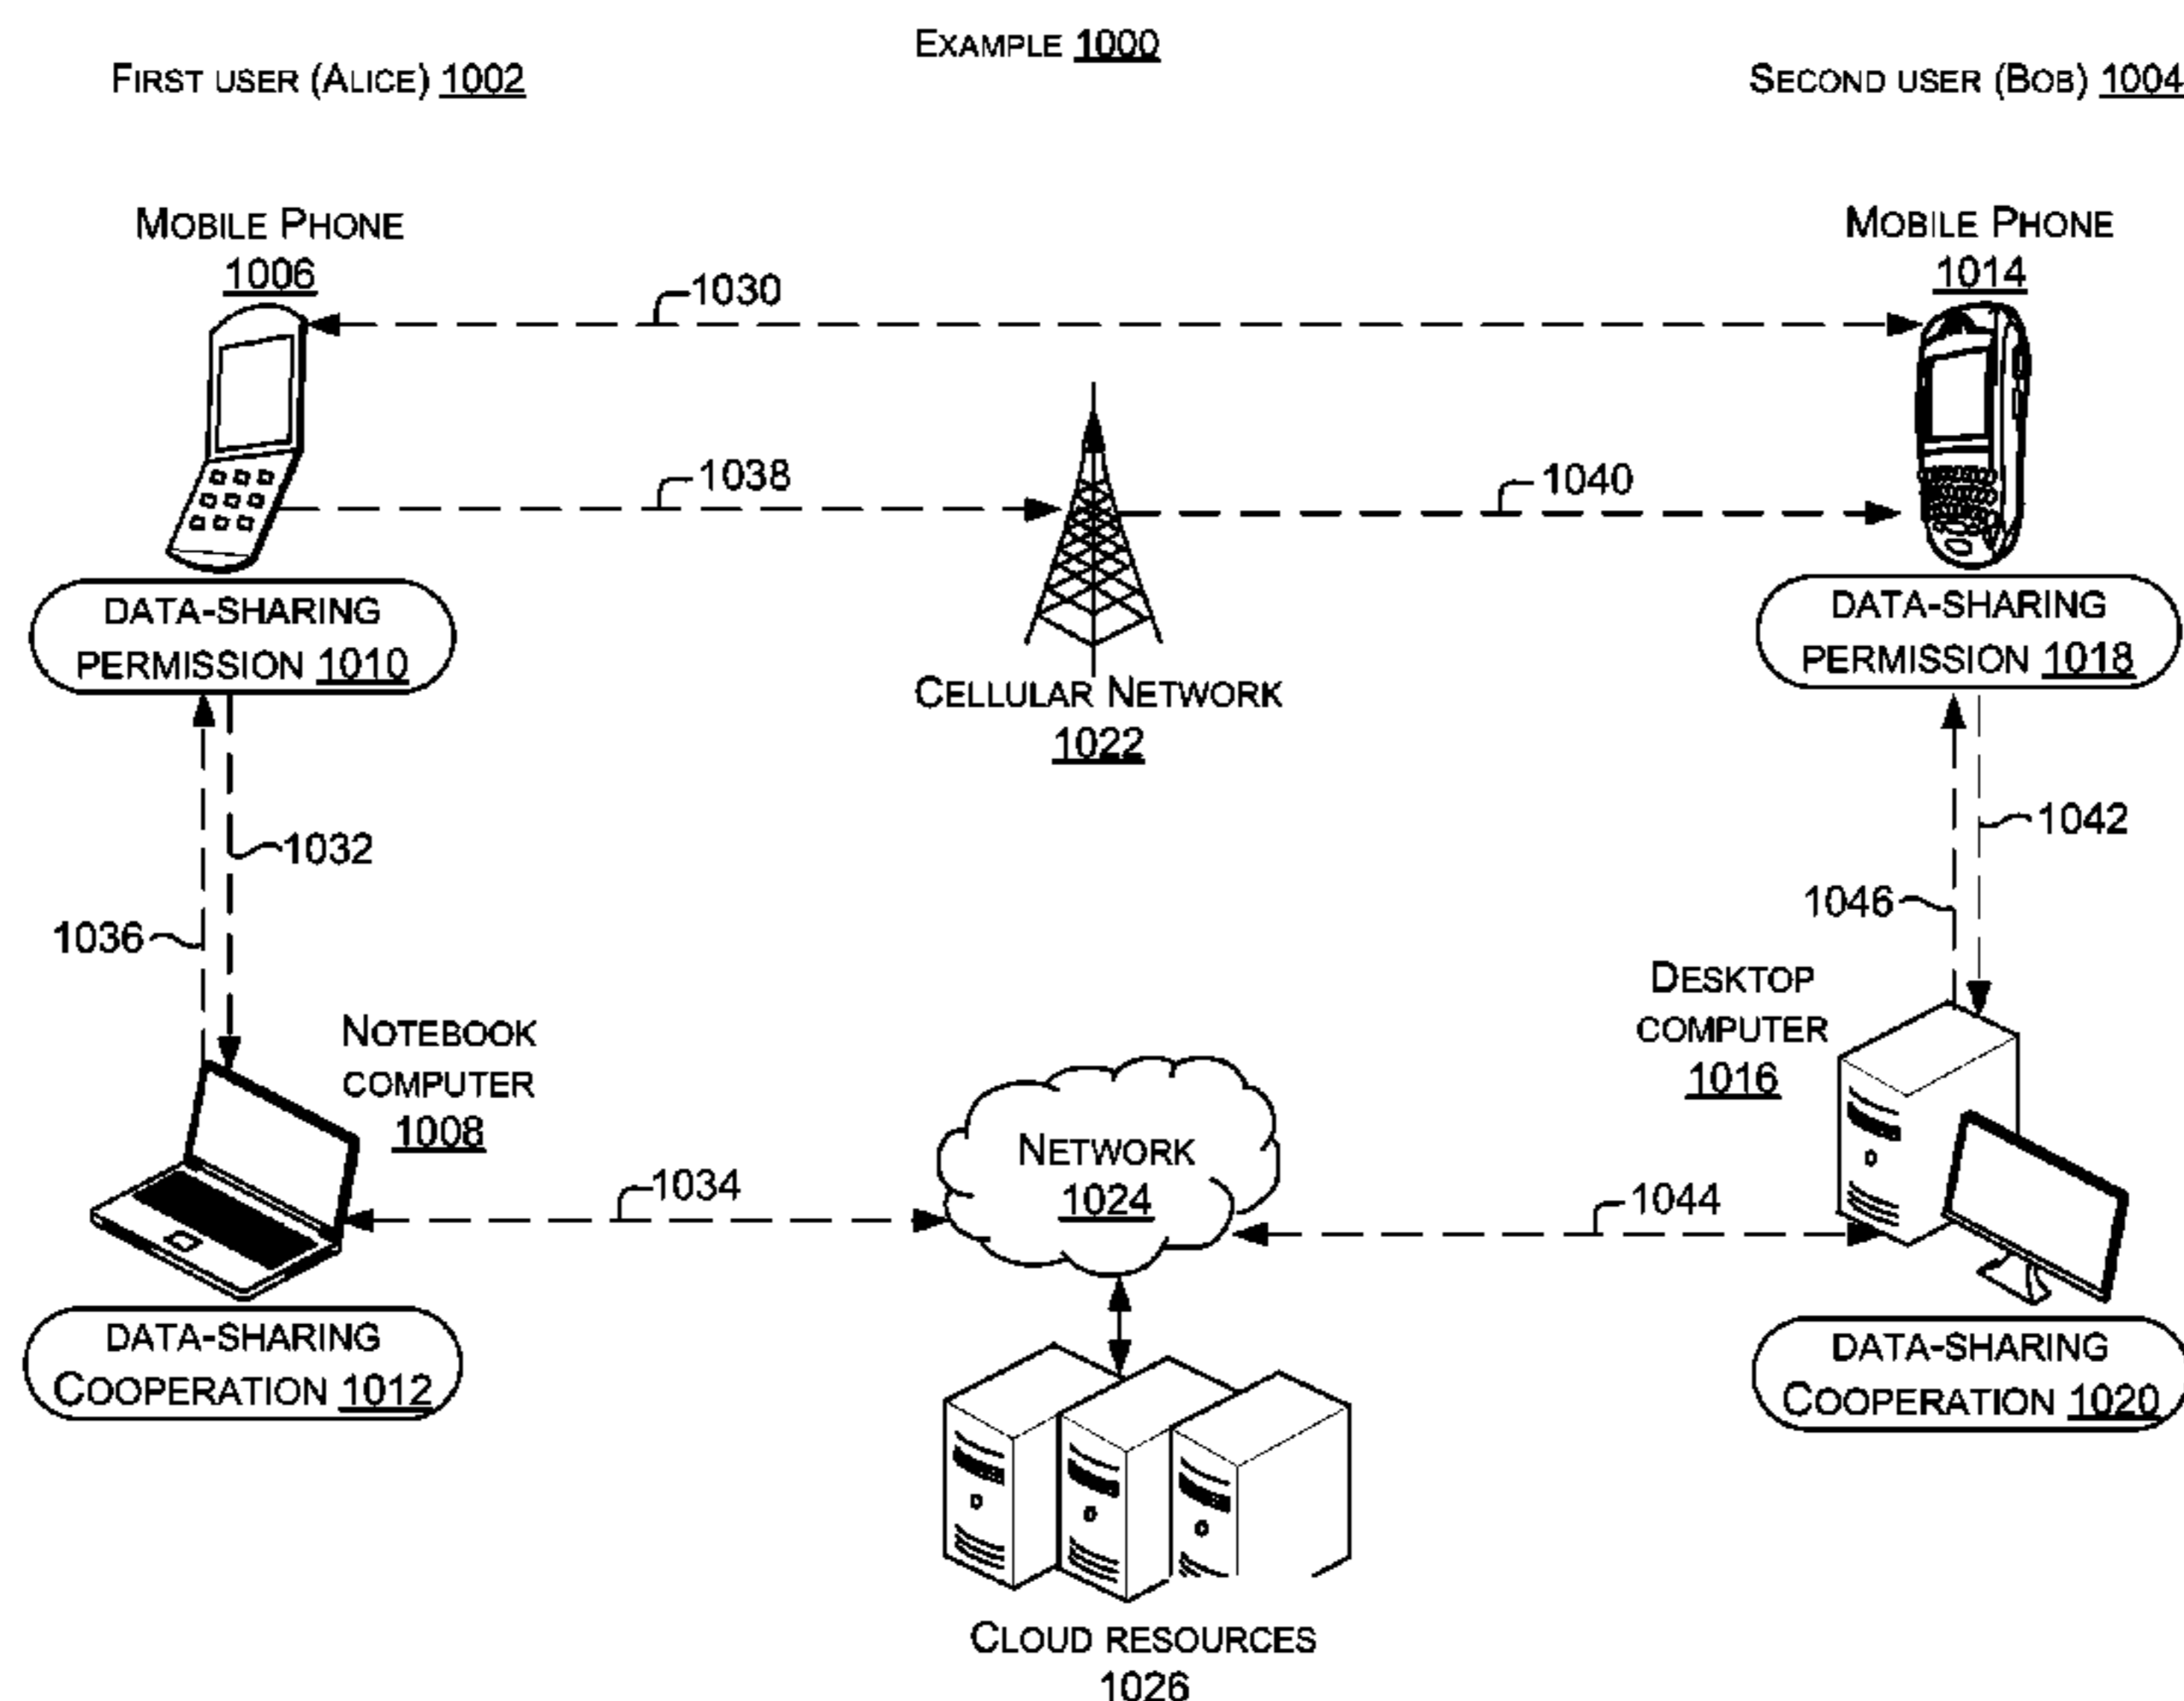 EXAMPLE 1000
FIRST USER (ALICE) 1002
SECOND USER (BOB) 1004
MOBILE PHONE
1006
MOBILE PHONE
1014
1030
1038
1040
DATA-SHARING
PERMISSION 1010
DATA-SHARING
PERMISSION 1018
CELLULAR NETWORK
1022
1032
1036
1042
1046
NOTEBOOK
COMPUTER
1008
DESKTOP
COMPUTER
1016
NETWORK
1024
1034
1044
DATA-SHARING
COOPERATION 1012
DATA-SHARING
COOPERATION 1020
CLOUD RESOURCES
1026